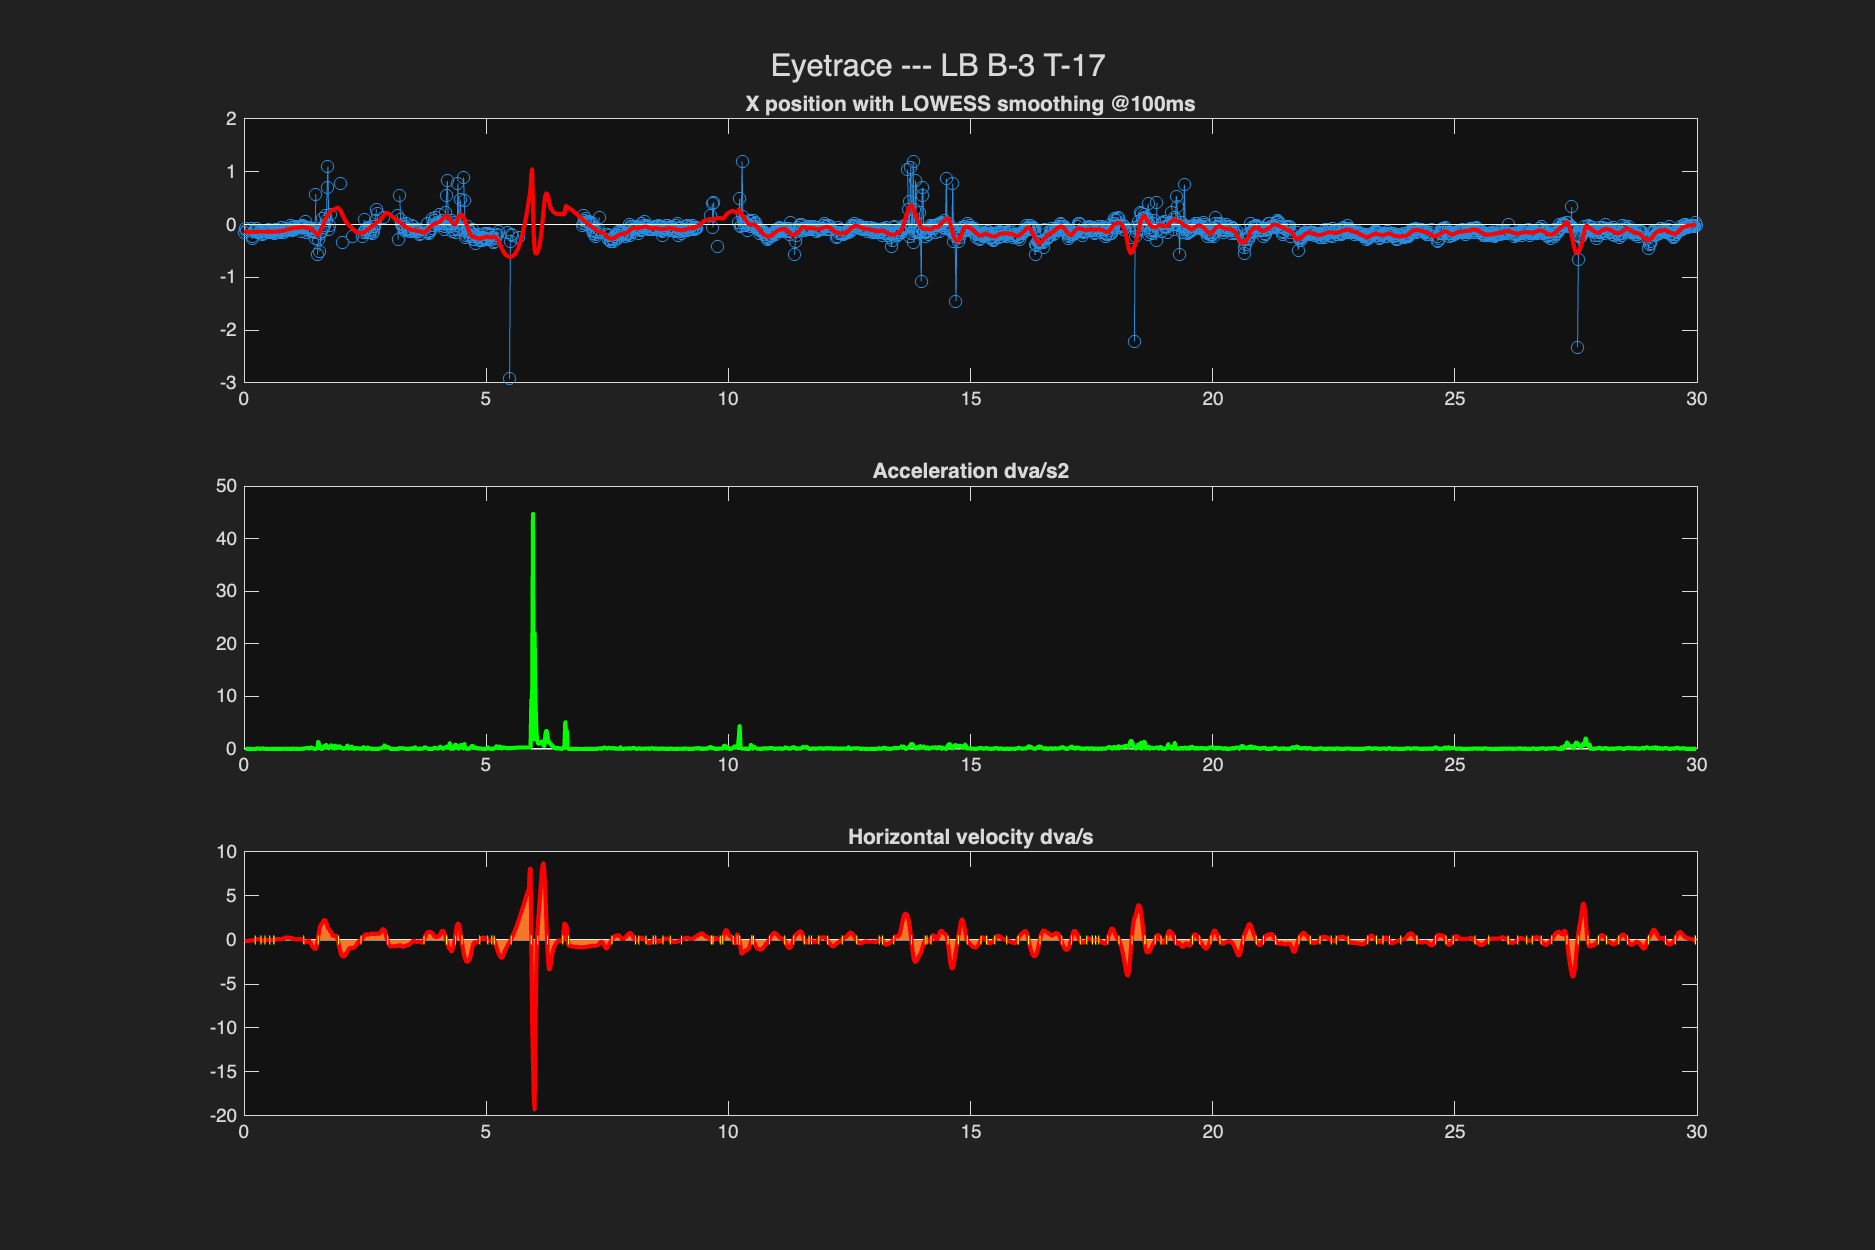 Eyetrace --- LB B-3 T-17
X position with LOWESS smoothing @100ms
2
1
0
-1
-2
-3
0 5 10 15 20 25 30
Acceleration dva/s2
50
40
30
20
10
0
0 5 10 15 20 25 30
Horizontal velocity dva/s
10
5
0
-5
-10
-15
-20
0 5 10 15 20 25 30